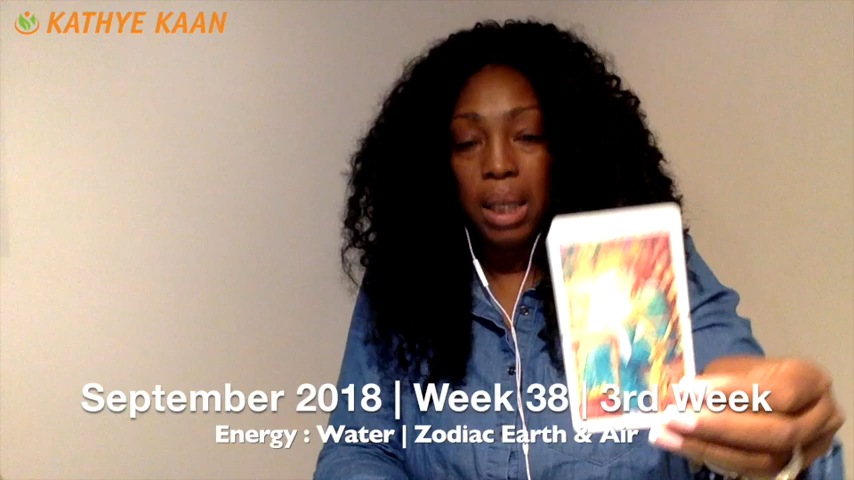 KATHYE KAAN
September 2018 | Week 38 | 3rd Week
Energy : Water | Zodiac Earth & Air